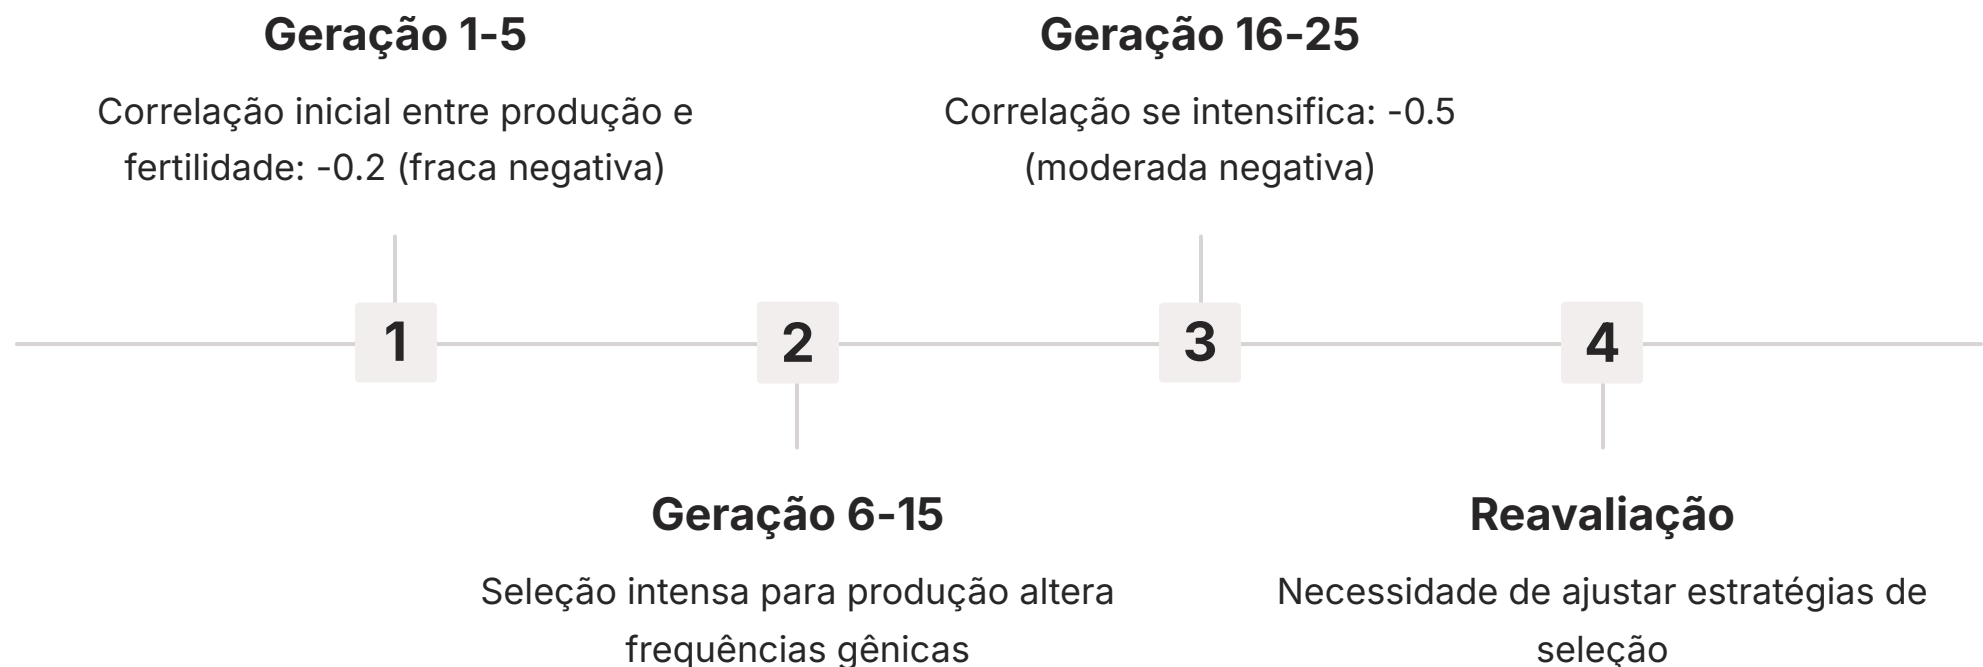 Geração 1-5
Correlação inicial entre produção e
fertilidade: -0.2 (fraca negativa)
1
Geração 6-15
Seleção intensa para produção altera
frequências gênicas
2
Geração 16-25
Correlação se intensifica: -0.5
(moderada negativa)
3
Reavaliação
Necessidade de ajustar estratégias de
seleção
4